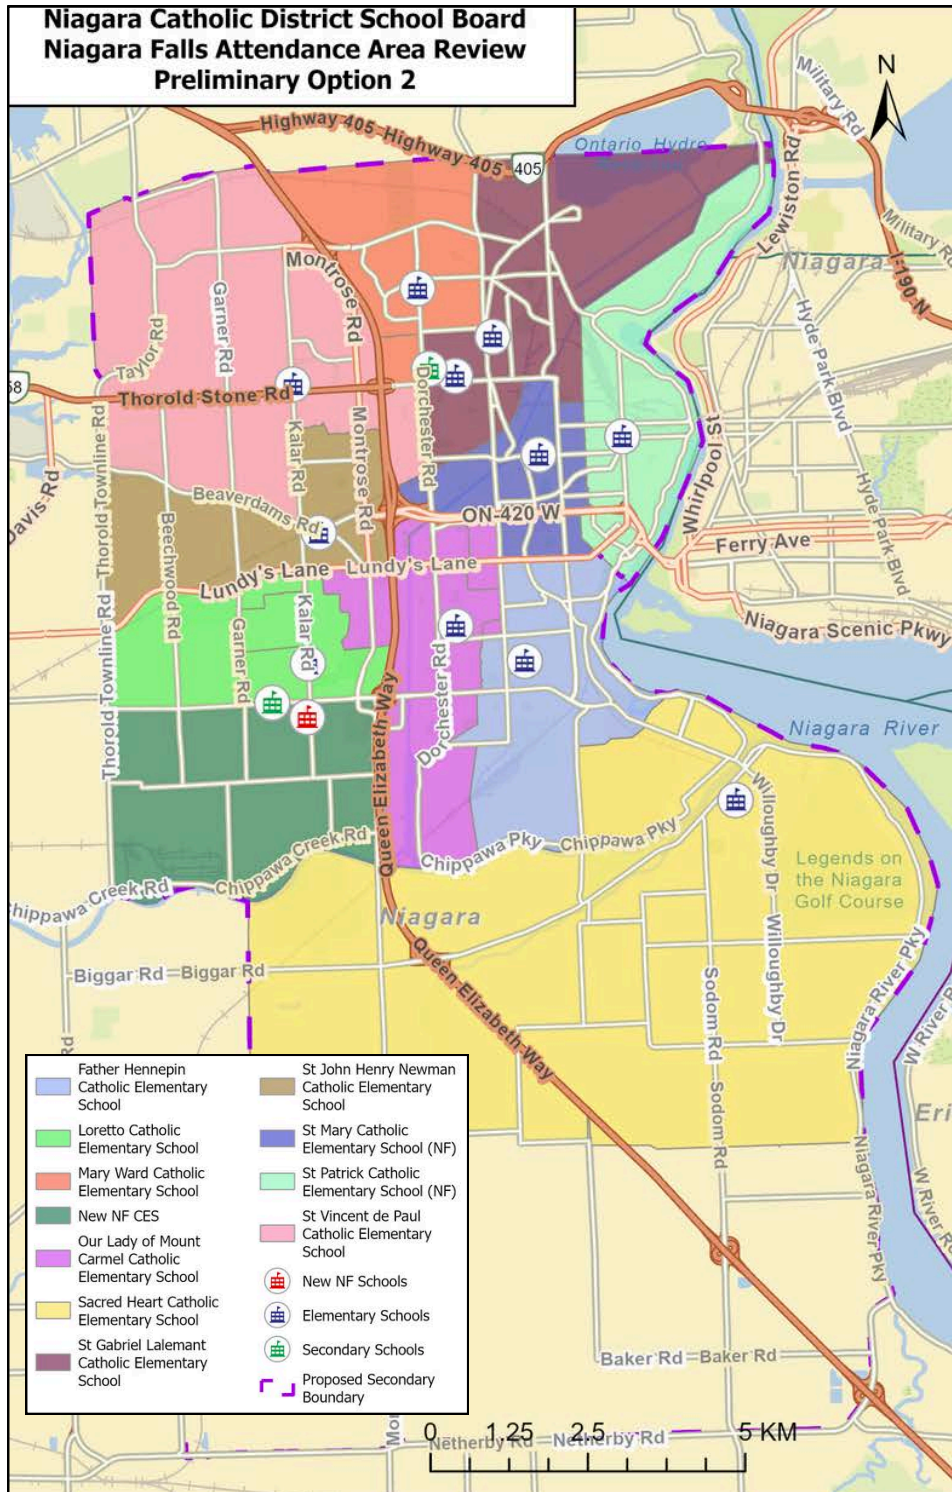 Niagara Catholic District School Board
Niagara Falls Attendance Area Review
Preliminary Option 2
N
Military Rd
Highway 405 Highway 405
405
Ontario Hydro
Lewiston Rd
Military Rd
Niagara
I-190 N
Montrose Rd
Garner Rd
Taylor Rd
Hyde Park Blvd
58
Thorold Stone Rd
Dorchester Rd
Kalar Rd
Montrose Rd
Thorold Townline Rd
Thorold Townline Rd
Whirlpool St
Davis Rd
Beaverdams Rd
Beechwood Rd
ON-420 W
Hyde Park Blvd
Ferry Ave
Lundy's Lane
Lundy's Lane
Kalar Rd
Garner Rd
Niagara Scenic Pkwy
Dorchester Rd
Queen Elizabeth Way
Niagara River
Willoughby Dr
Chippawa Creek Rd
Chippawa Creek Rd
Chippawa Pky
Chippawa Pky
Legends on
the Niagara
Golf Course
Niagara
Willoughby Dr
Biggar Rd
Biggar Rd
Queen Elizabeth Way
Sodom Rd
Sodom Rd
Niagara River Pky
W River
Rd
Niagara River Pky
W River Rd
Father Hennepin
Catholic Elementary
School
Loretto Catholic
Elementary School
Mary Ward Catholic
Elementary School
New NF CES
Our Lady of Mount
Carmel Catholic
Elementary School
Sacred Heart Catholic
Elementary School
St Gabriel Lalemant
Catholic Elementary
School
St John Henry Newman
Catholic Elementary
School
St Mary Catholic
Elementary School (NF)
St Patrick Catholic
Elementary School (NF)
St Vincent de Paul
Catholic Elementary
School
New NF Schools
Elementary Schools
Secondary Schools
Proposed Secondary
Boundary
Baker Rd
Baker Rd
Netherby Rd
Netherby Rd
0 1.25 2.5 5 KM